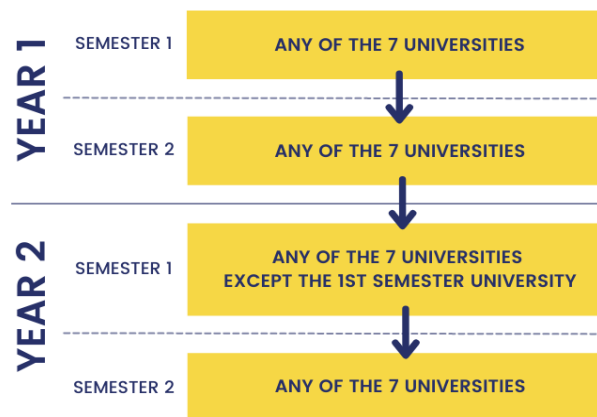 YEAR 1
SEMESTER 1
ANY OF THE 7 UNIVERSITIES
SEMESTER 2
ANY OF THE 7 UNIVERSITIES
YEAR 2
SEMESTER 1
ANY OF THE 7 UNIVERSITIES
EXCEPT THE 1ST SEMESTER UNIVERSITY
SEMESTER 2
ANY OF THE 7 UNIVERSITIES